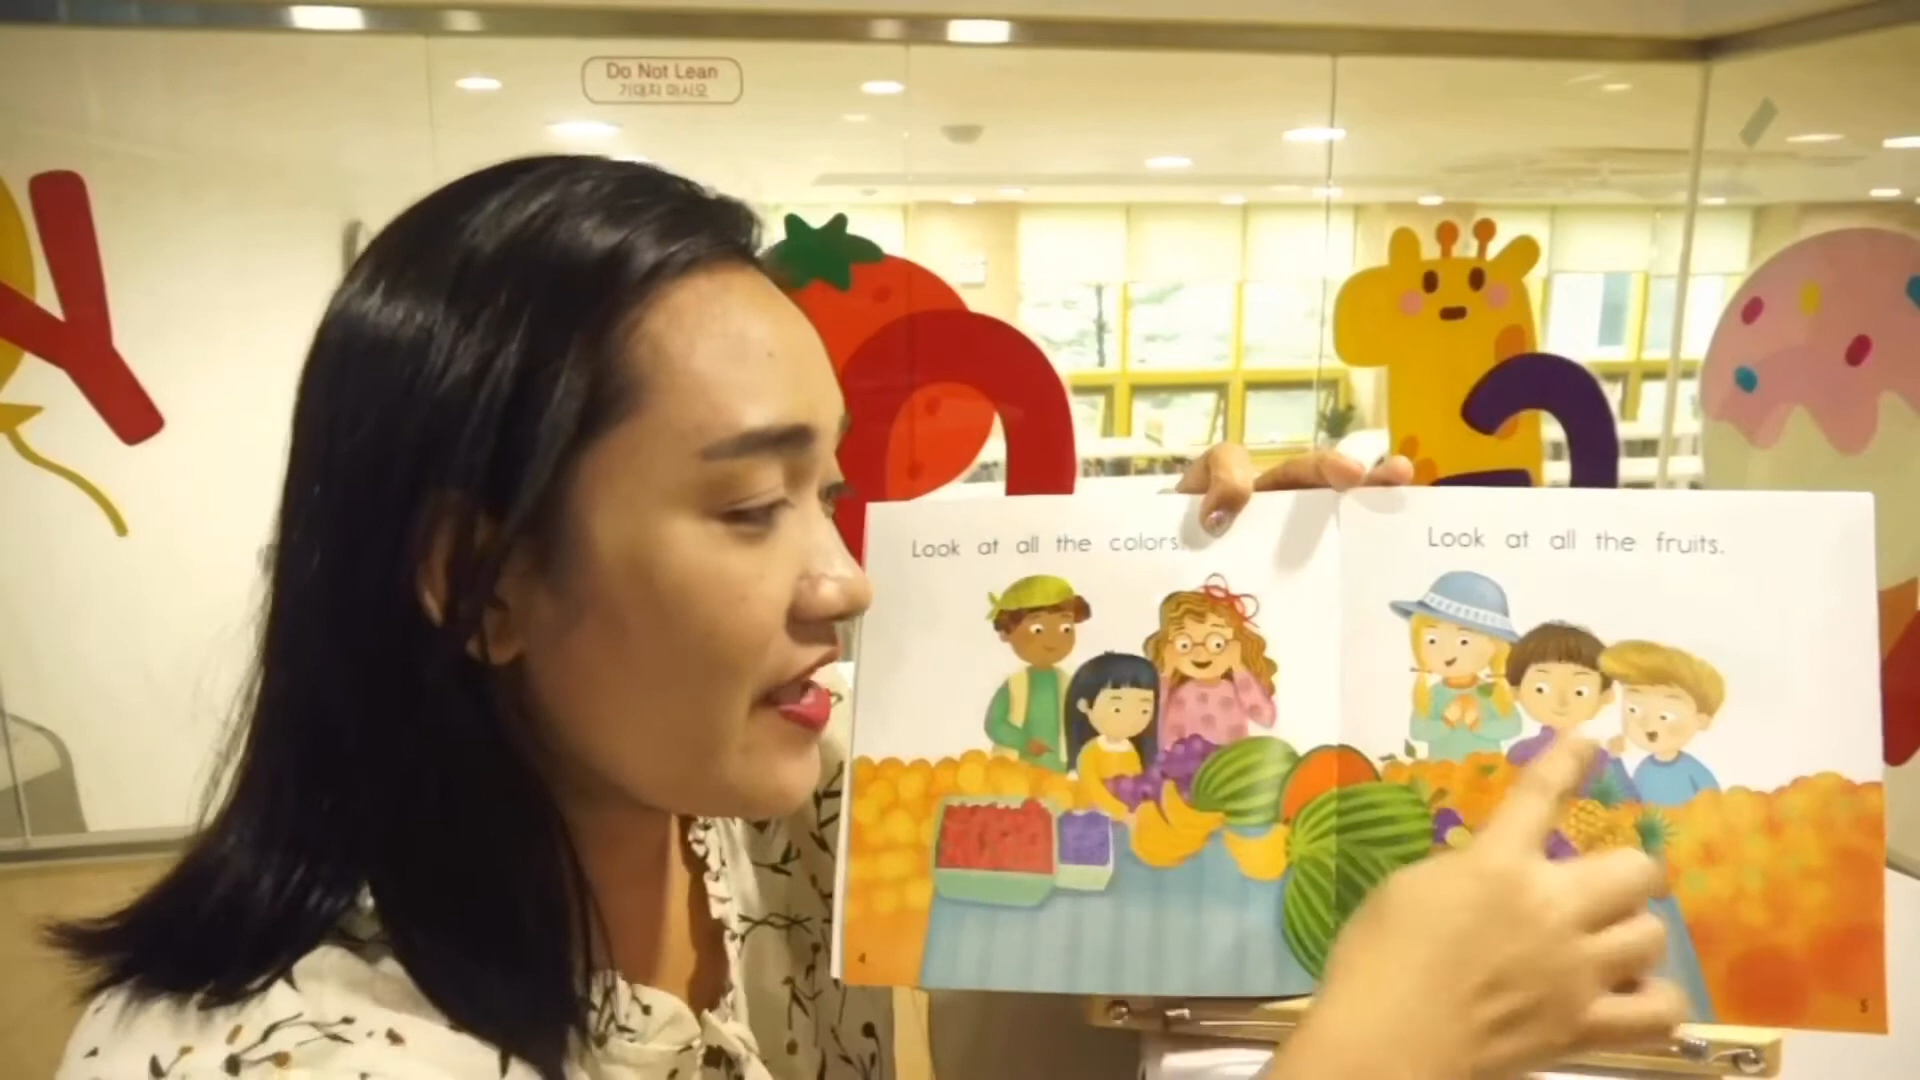 Do Not Lean
기대지 마시오
Look at all the colors.
Look at all the fruits.
4
5